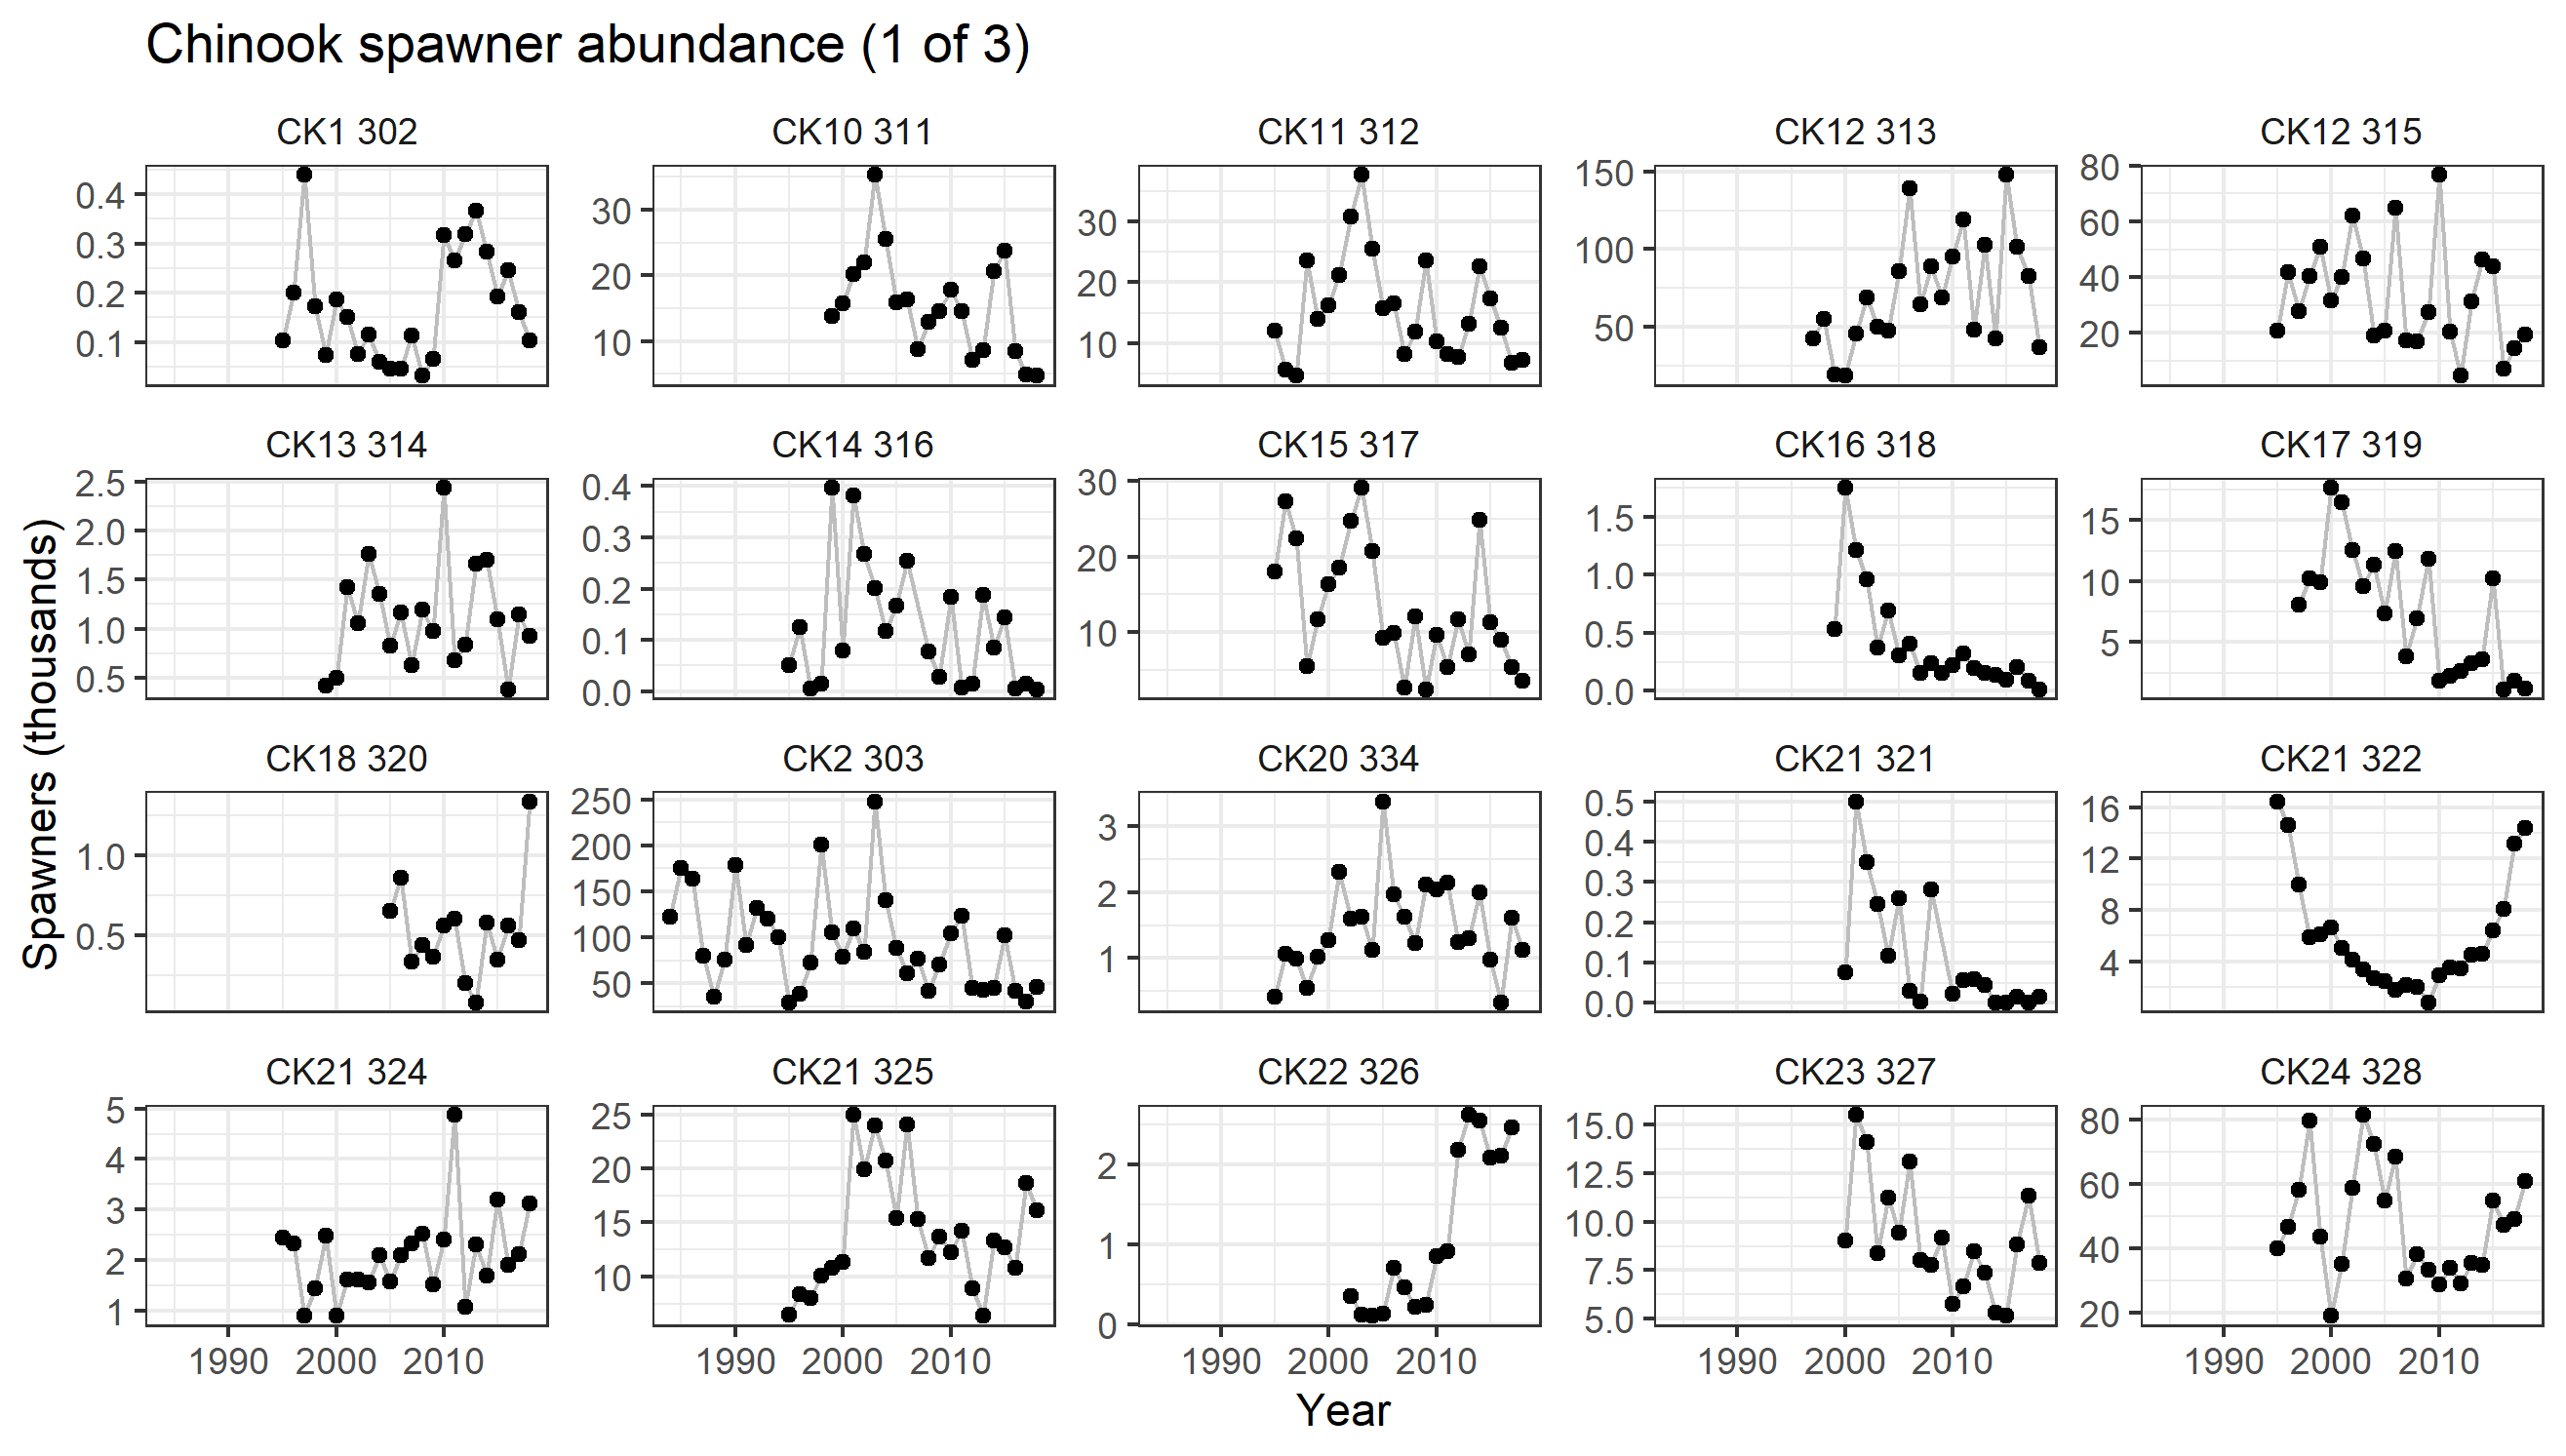 Chinook spawner abundance (1 of 3)
CK1 302
CK10 311
CK11 312
CK12 313
CK12 315
0.4
0.3
0.2
0.1
30
20
10
30
20
10
150
100
50
80
60
40
20
CK13 314
CK14 316
CK15 317
CK16 318
CK17 319
2.5
2.0
1.5
1.0
0.5
0.4
0.3
0.2
0.1
0.0
30
20
10
1.5
1.0
0.5
0.0
15
10
5
Spawners (thousands)
CK18 320
CK2 303
CK20 334
CK21 321
CK21 322
1.0
0.5
250
200
150
100
50
3
2
1
0.5
0.4
0.3
0.2
0.1
0.0
16
12
8
4
CK21 324
CK21 325
CK22 326
CK23 327
CK24 328
5
4
3
2
1
25
20
15
10
2
1
0
15.0
12.5
10.0
7.5
5.0
80
60
40
20
1990 2000 2010
1990 2000 2010
1990 2000 2010
1990 2000 2010
1990 2000 2010
Year